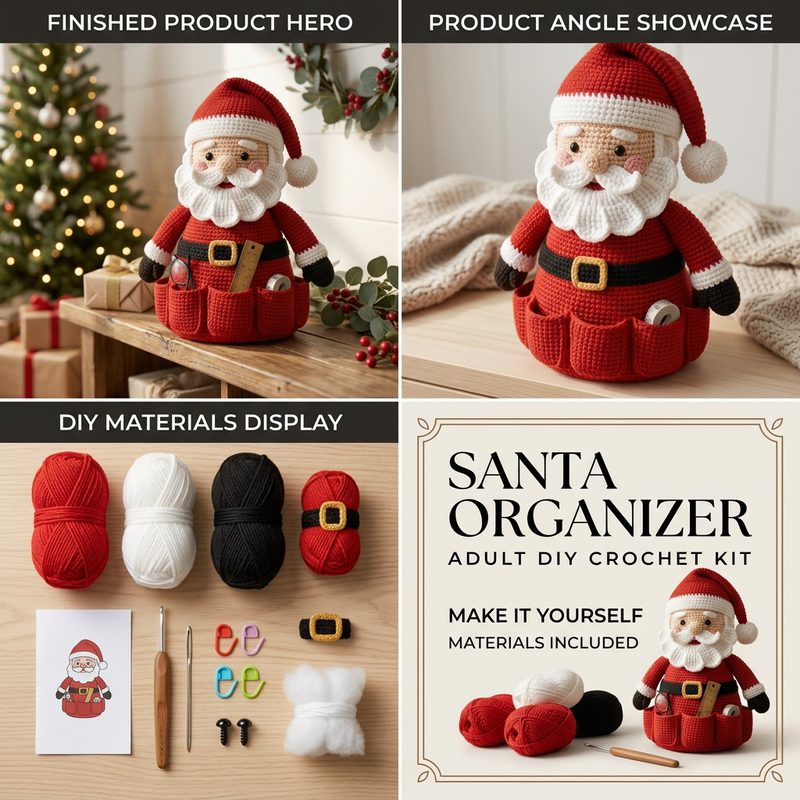 FINISHED PRODUCT HERO
PRODUCT ANGLE SHOWCASE
DIY MATERIALS DISPLAY
SANTA
ORGANIZER
ADULT DIY CROCHET KIT
MAKE IT YOURSELF
MATERIALS INCLUDED